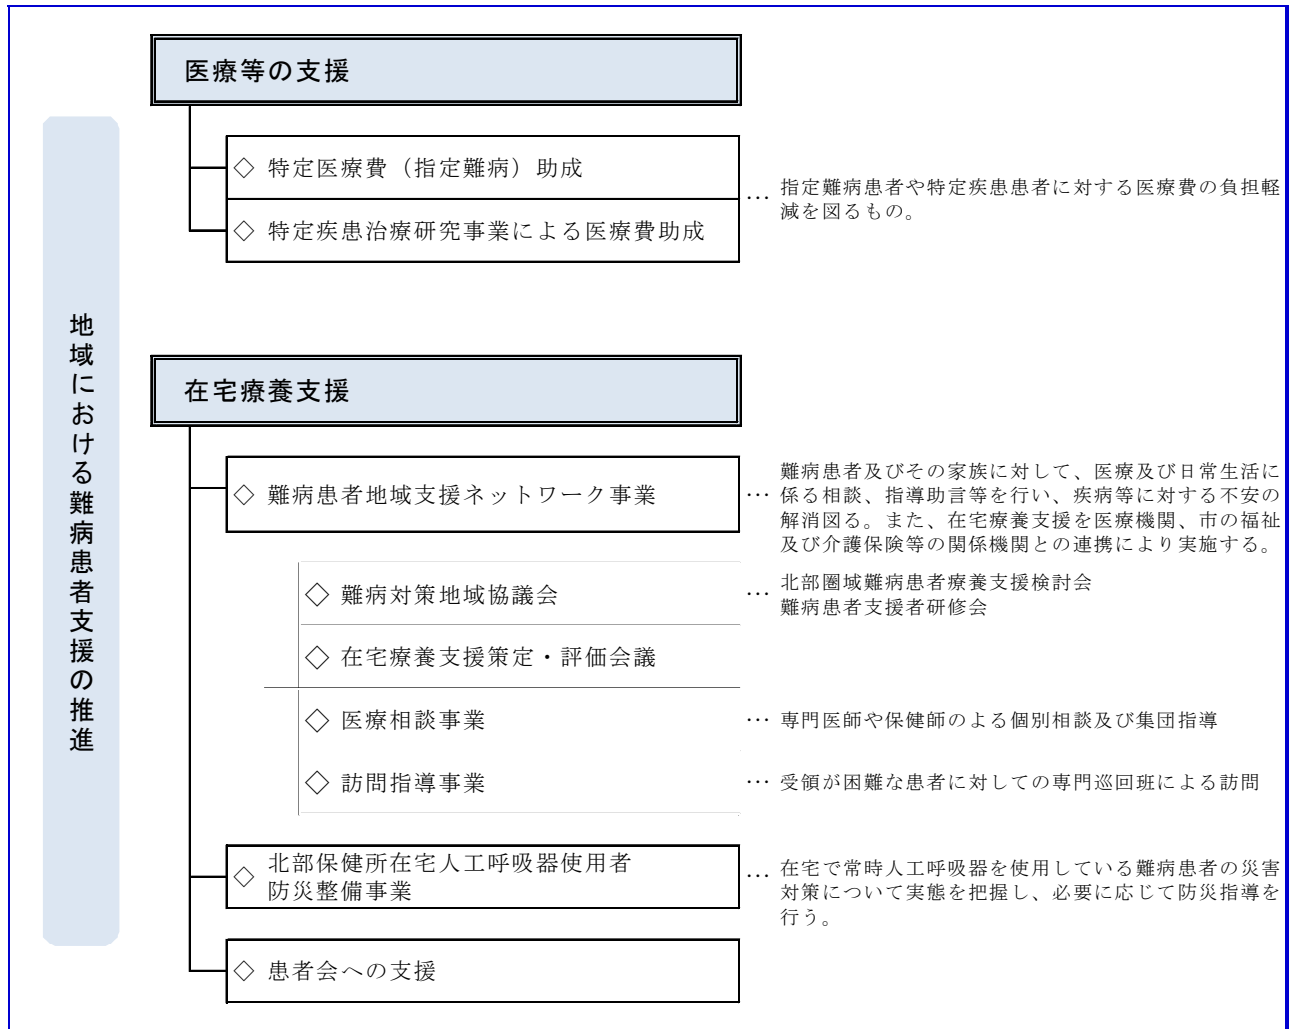 地域における難病患者支援の推進
医療等の支援
◇ 特定医療費（指定難病）助成
◇ 特定疾患治療研究事業による医療費助成
… 指定難病患者や特定疾患患者に対する医療費の負担軽
減を図るもの。
在宅療養支援
◇ 難病患者地域支援ネットワーク事業
難病患者及びその家族に対して、医療及び日常生活に
… 係る相談、指導助言等を行い、疾病等に対する不安の
解消図る。また、在宅療養支援を医療機関、市の福祉
及び介護保険等の関係機関との連携により実施する。
◇ 難病対策地域協議会
… 北部圏域難病患者療養支援検討会
難病患者支援者研修会
◇ 在宅療養支援策定・評価会議
◇ 医療相談事業
… 専門医師や保健師のよる個別相談及び集団指導
◇ 訪問指導事業
… 受領が困難な患者に対しての専門巡回班による訪問
◇ 北部保健所在宅人工呼吸器使用者
防災整備事業
… 在宅で常時人工呼吸器を使用している難病患者の災害
対策について実態を把握し、必要に応じて防災指導を
行う。
◇ 患者会への支援